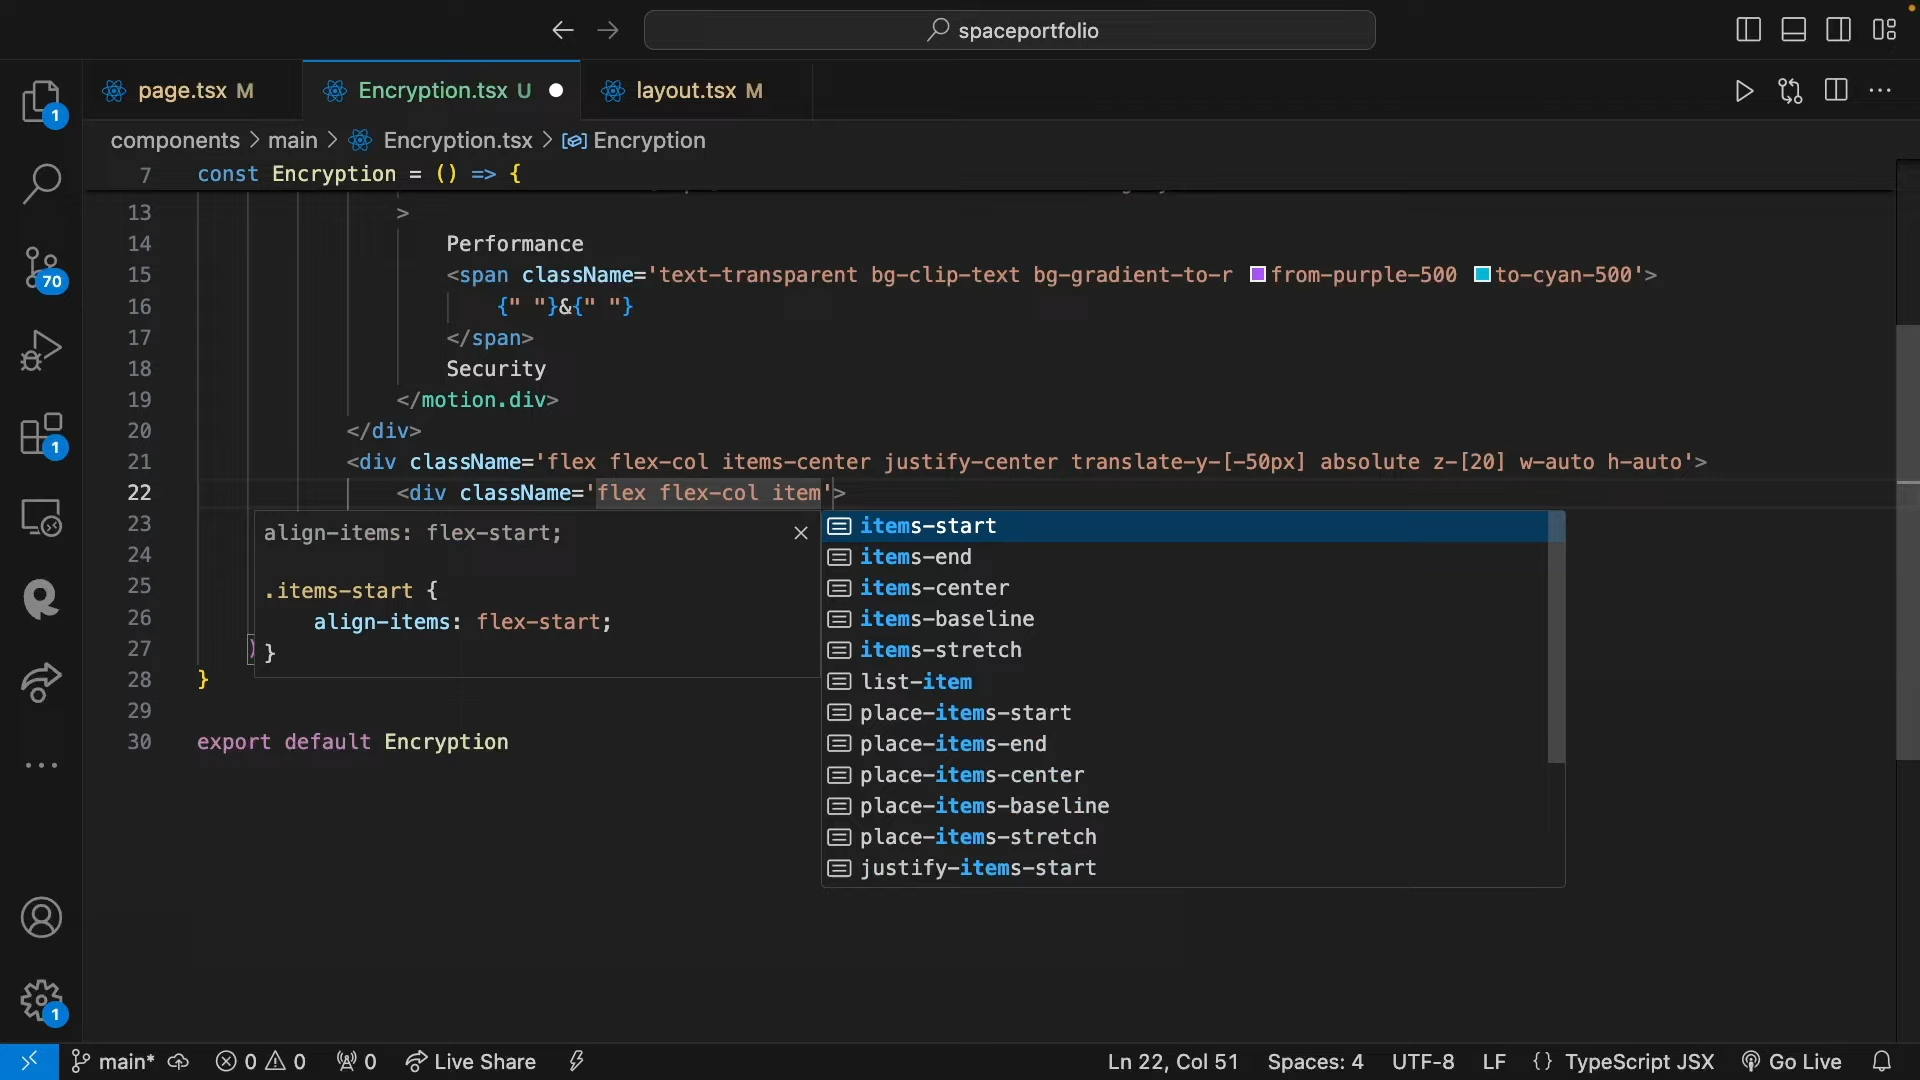 spaceportfolio
page.tsx M
Encryption.tsx U
layout.tsx M
components > main > Encryption.tsx > Encryption
7 const Encryption = () => {
13 >
14 Performance
15 <span className='text-transparent bg-clip-text bg-gradient-to-r from-purple-500 to-cyan-500'>
16 {" "}&{" "}
17 </span>
18 Security
19 </motion.div>
20 </div>
21 <div className='flex flex-col items-center justify-center translate-y-[-50px] absolute z-[20] w-auto h-auto'>
22 <div className='flex flex-col item'>
23
24
25
26
27 )
28 }
29
30 export default Encryption
align-items: flex-start;
.items-start {
align-items: flex-start;
}
items-start
items-end
items-center
items-baseline
items-stretch
list-item
place-items-start
place-items-end
place-items-center
place-items-baseline
place-items-stretch
justify-items-start
1
70
1
1
main* 0 0 0 Live Share Ln 22, Col 51 Spaces: 4 UTF-8 LF {} TypeScript JSX Go Live